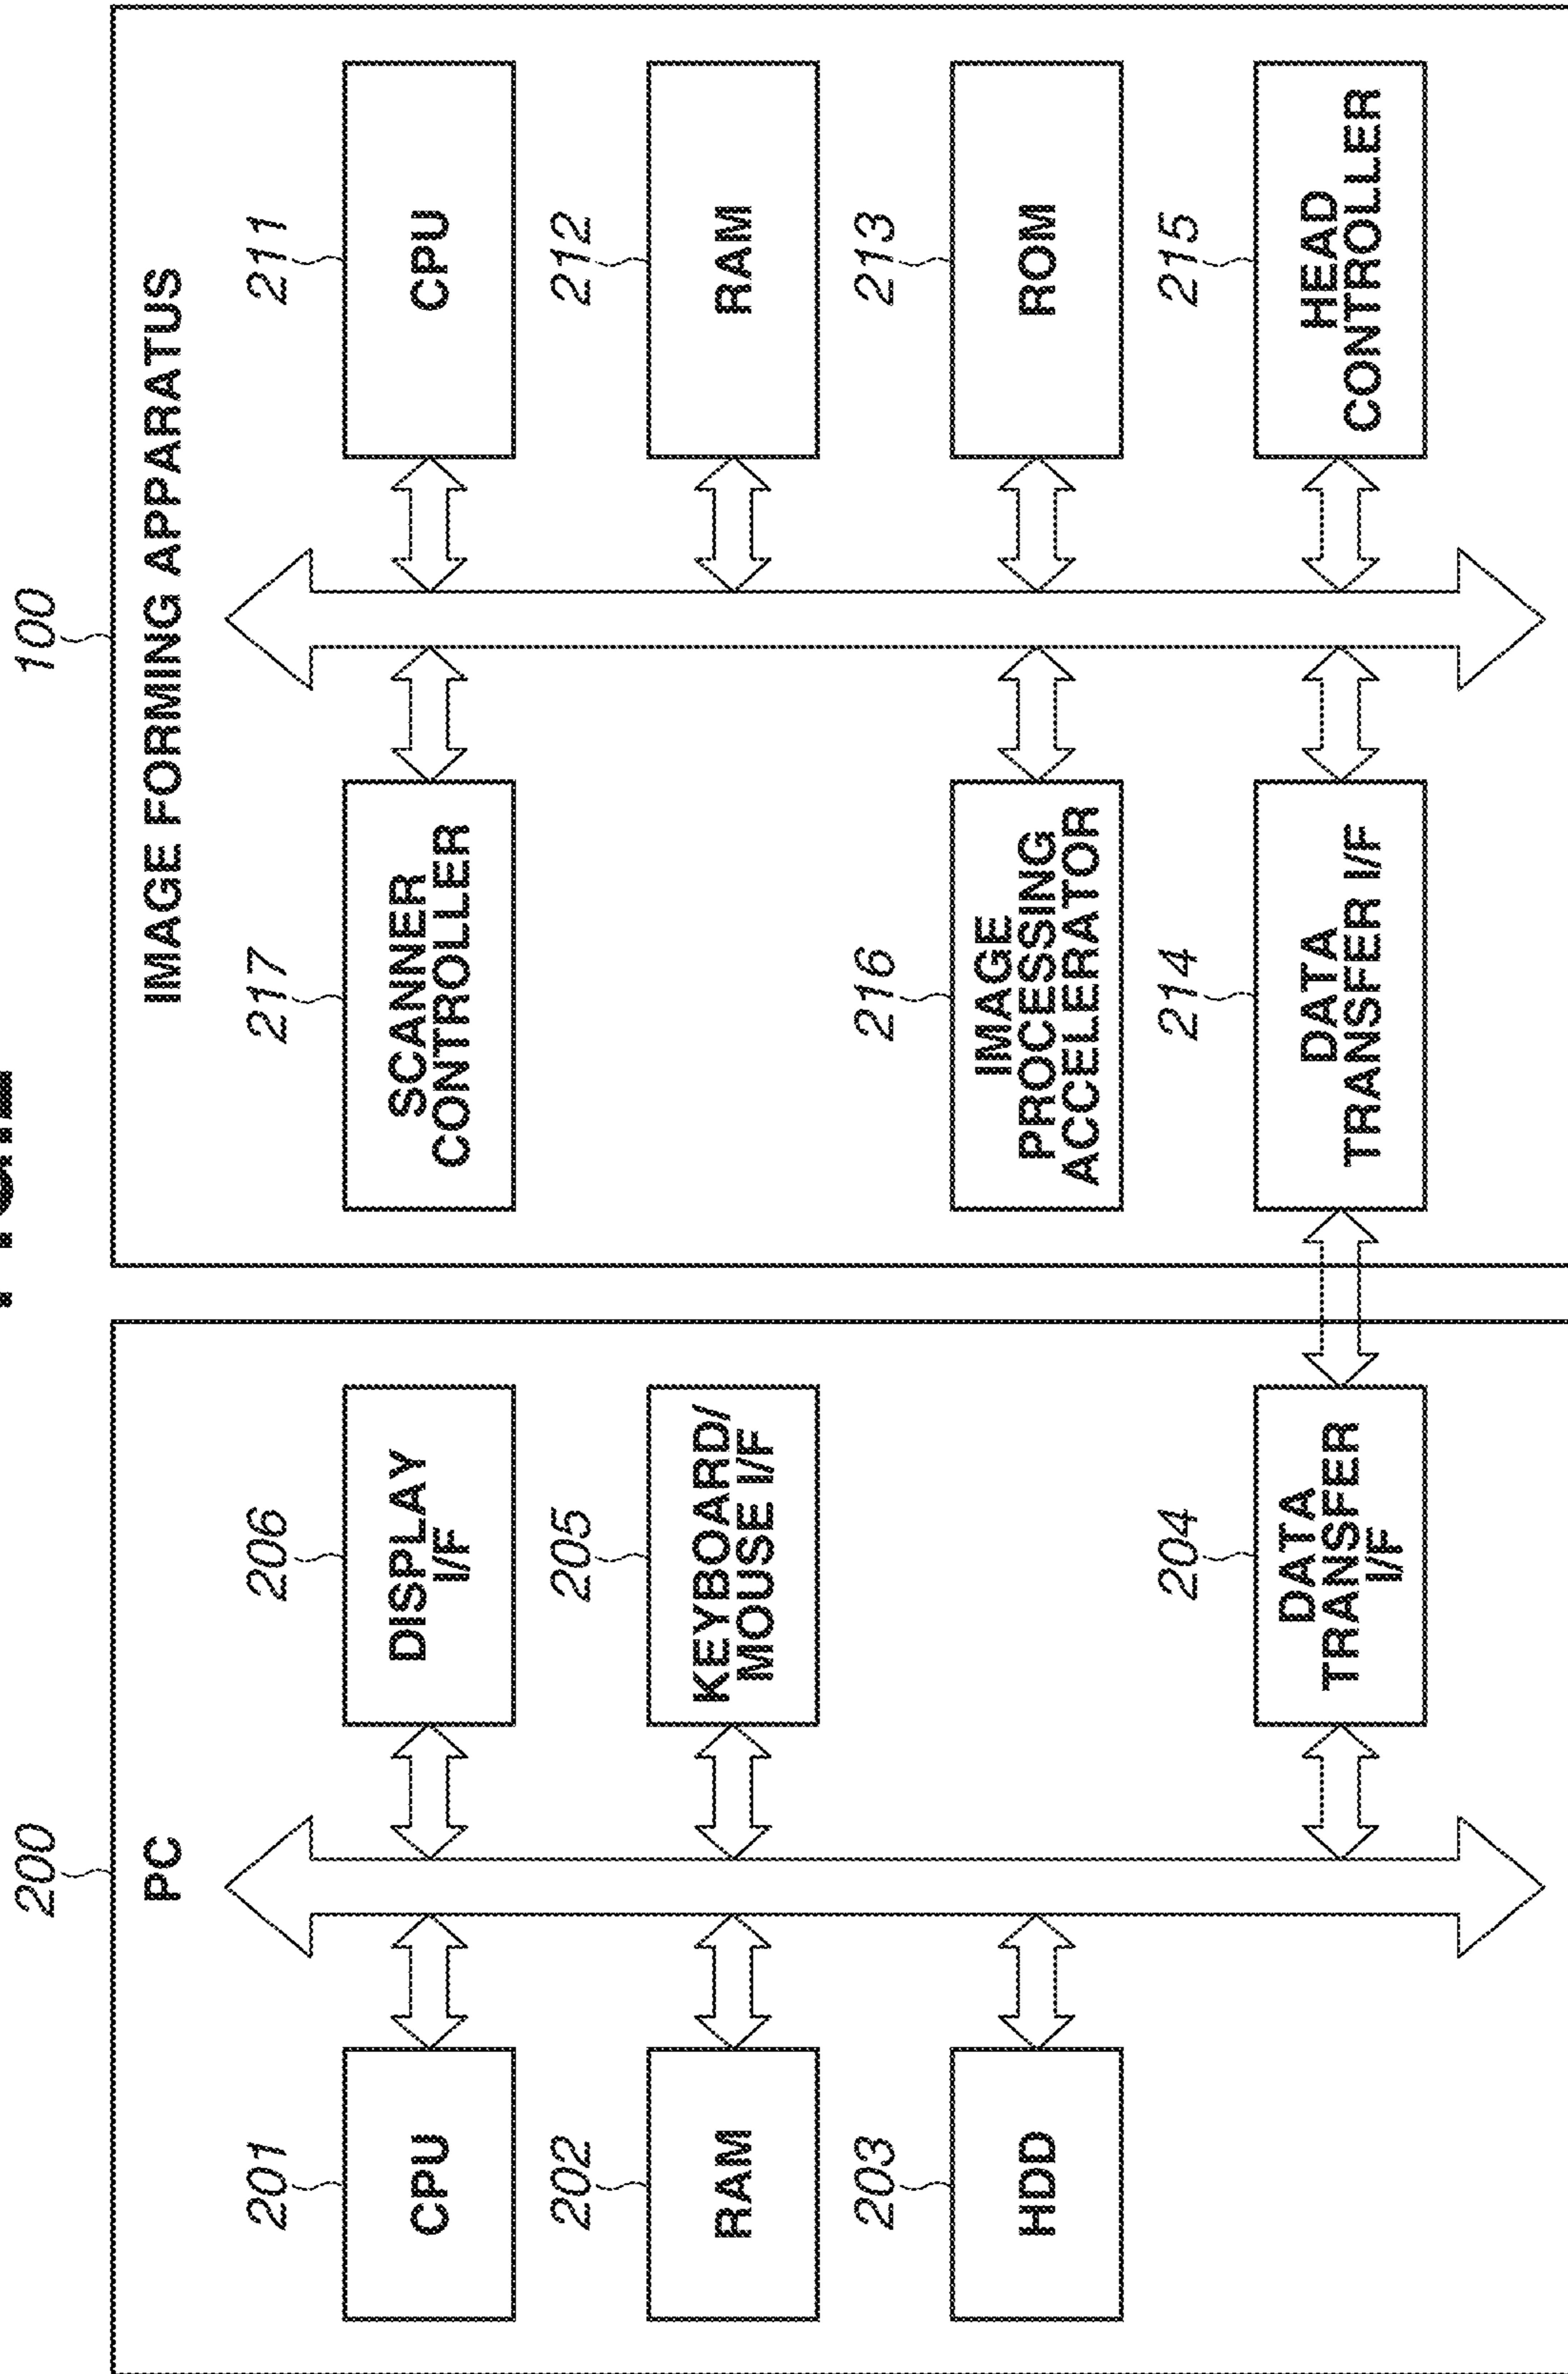 200
PC
201
CPU
206
DISPLAY
I/F
202
RAM
205
KEYBOARD/
MOUSE I/F
203
HDD
204
DATA
TRANSFER
I/F
100
IMAGE FORMING APPARATUS
217
SCANNER
CONTROLLER
211
CPU
212
RAM
216
IMAGE
PROCESSING
ACCELERATOR
213
ROM
214
DATA
TRANSFER I/F
215
HEAD
CONTROLLER